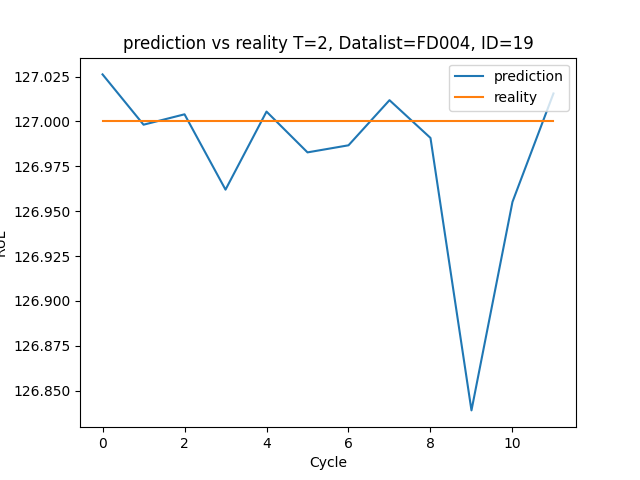 prediction vs reality T=2, Datalist=FD004, ID=19
prediction
reality
127.025
127.000
126.975
126.950
126.925
126.900
126.875
126.850
RUL
0 2 4 6 8 10
Cycle